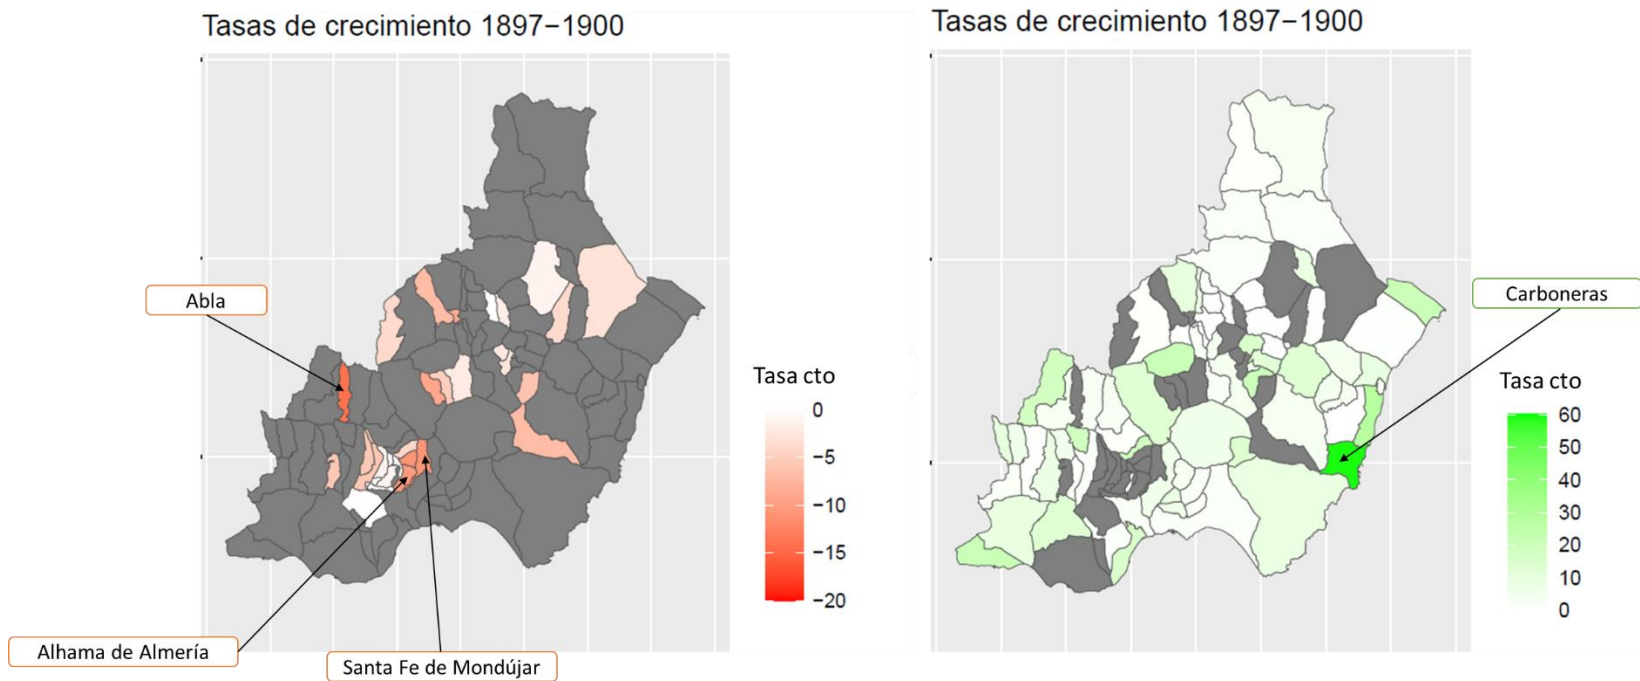 Tasas de crecimiento 1897−1900
Abla
Alhama de Almería
Santa Fe de Mondújar
Tasa cto
0
−5
−10
−15
−20
Tasas de crecimiento 1897−1900
Carboneras
Tasa cto
60
50
40
30
20
10
0